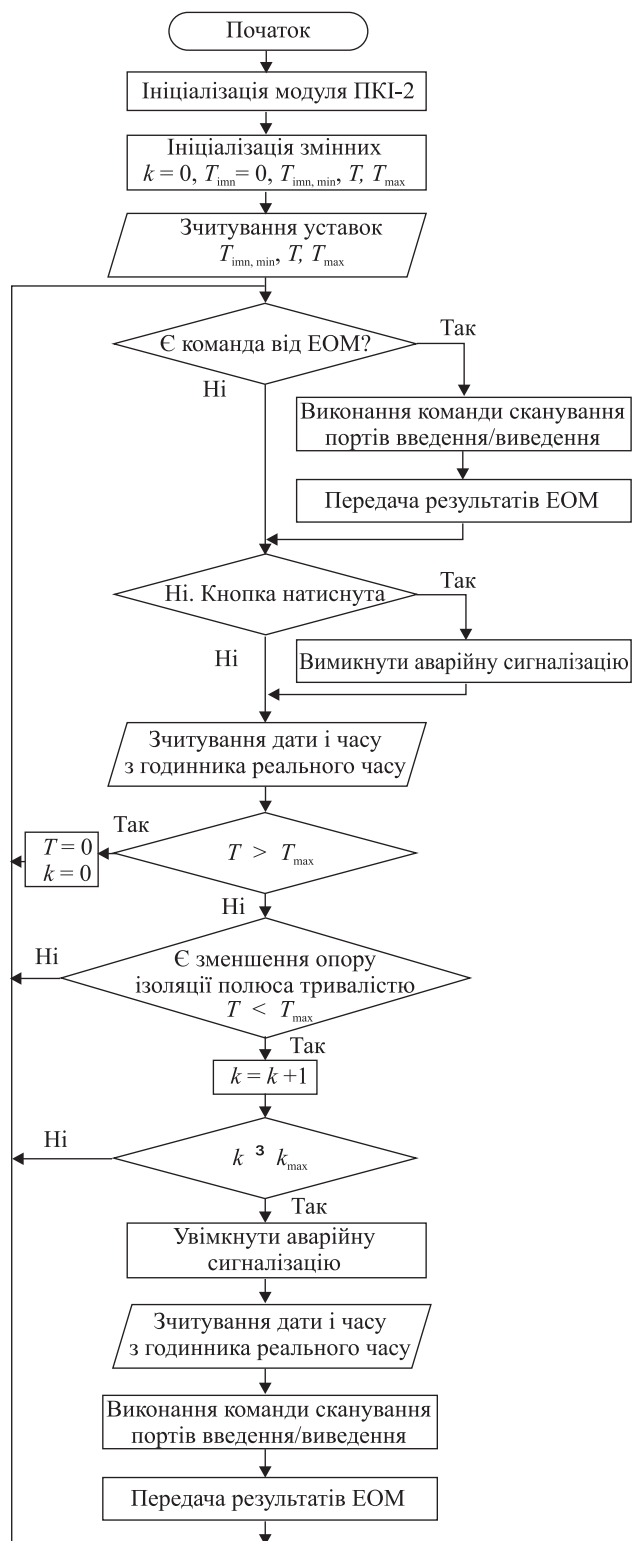 Початок
Ініціалізація модуля ПКІ-2
Ініціалізація змінних
k = 0, Timn = 0, Timn, min, T, Tmax
Зчитування уставок
Timn, min, T, Tmax
Є команда від ЕОМ?
Так
Ні
Виконання команди сканування
портів введення/виведення
Передача результатів ЕОМ
Ні. Кнопка натиснута
Так
Ні
Вимикнути аварійну сигналізацію
Зчитування дати і часу
з годинника реального часу
Так
T = 0
k = 0
T > Tmax
Ні
Ні
Є зменшення опору
ізоляції полюса тривалістю
T < Tmax
Так
k = k +1
Ні
k ³ kmax
Так
Увімкнути аварійну
сигналізацію
Зчитування дати і часу
з годинника реального часу
Виконання команди сканування
портів введення/виведення
Передача результатів ЕОМ